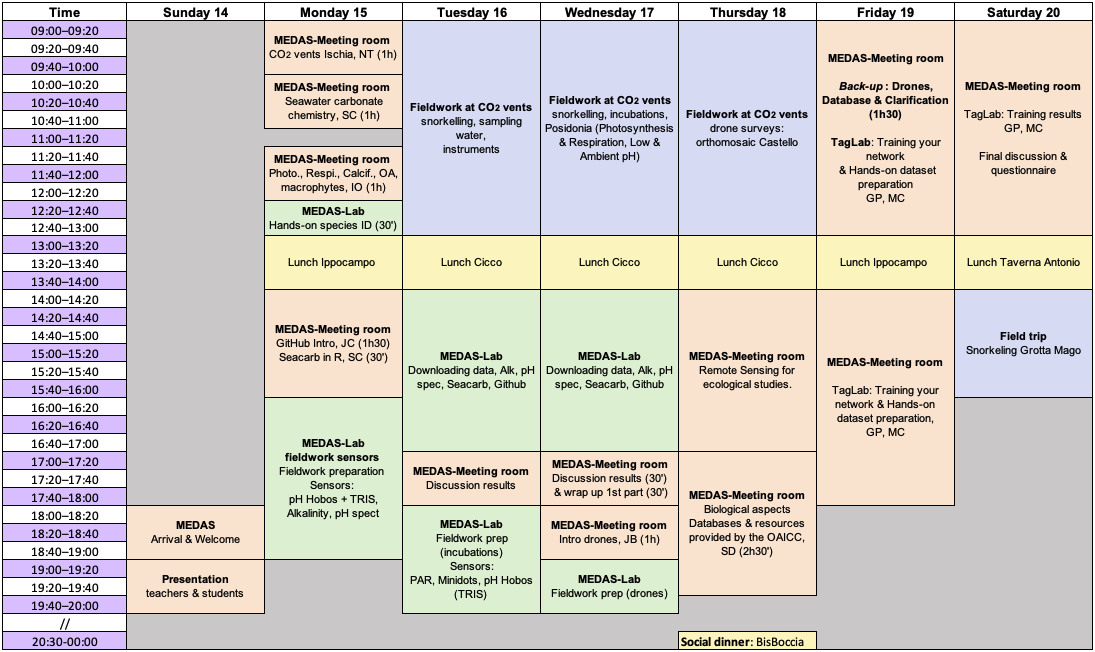 Time
Sunday 14
Monday 15
Tuesday 16
Wednesday 17
Thursday 18
Friday 19
Saturday 20
09:00–09:20
09:20–09:40
09:40–10:00
10:00–10:20
10:20–10:40
10:40–11:00
11:00–11:20
11:20–11:40
11:40–12:00
12:00–12:20
12:20–12:40
12:40–13:00
13:00–13:20
13:20–13:40
13:40–14:00
14:00–14:20
14:20–14:40
14:40–15:00
15:00–15:20
15:20–15:40
15:40–16:00
16:00–16:20
16:20–16:40
16:40–17:00
17:00–17:20
17:20–17:40
17:40–18:00
18:00–18:20
18:20–18:40
18:40–19:00
19:00–19:20
19:20–19:40
19:40–20:00
//
20:30-00:00
MEDAS
Arrival & Welcome
Presentation
teachers & students
MEDAS-Meeting room
CO2 vents Ischia, NT (1h)
MEDAS-Meeting room
Seawater carbonate
chemistry, SC (1h)
MEDAS-Meeting room
Photo., Respi., Calcif., OA,
macrophytes, IO (1h)
MEDAS-Lab
Hands-on species ID (30')
Lunch Ippocampo
MEDAS-Meeting room
GitHub Intro, JC (1h30)
Seacarb in R, SC (30')
MEDAS-Lab
fieldwork sensors
Fieldwork preparation
Sensors:
pH Hobos + TRIS,
Alkalinity, pH spect
Fieldwork at CO2 vents
snorkelling, sampling
water,
instruments
Lunch Cicco
MEDAS-Lab
Downloading data, Alk, pH
spec, Seacarb, Github
MEDAS-Meeting room
Discussion results
MEDAS-Lab
Fieldwork prep
(incubations)
Sensors:
PAR, Minidots, pH Hobos
(TRIS)
Fieldwork at CO2 vents
snorkelling, incubations,
Posidonia (Photosynthesis
& Respiration, Low &
Ambient pH)
Lunch Cicco
MEDAS-Lab
Downloading data, Alk, pH
spec, Seacarb, Github
MEDAS-Meeting room
Discussion results (30')
& wrap up 1st part (30')
MEDAS-Meeting room
Intro drones, JB (1h)
MEDAS-Lab
Fieldwork prep (drones)
Fieldwork at CO2 vents
drone surveys:
orthomosaic Castello
Lunch Cicco
MEDAS-Meeting room
Remote Sensing for
ecological studies.
MEDAS-Meeting room
Biological aspects
Databases & resources
provided by the OAICC,
SD (2h30')
Social dinner: BisBoccia
MEDAS-Meeting room
Back-up : Drones,
Database & Clarification
(1h30)
TagLab: Training your
network
& Hands-on dataset
preparation
GP, MC
Lunch Ippocampo
MEDAS-Meeting room
TagLab: Training your
network & Hands-on
dataset preparation,
GP, MC
MEDAS-Meeting room
TagLab: Training results
GP, MC
Final discussion &
questionnaire
Lunch Taverna Antonio
Field trip
Snorkeling Grotta Mago